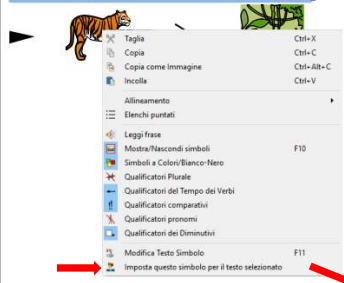 Taglia Ctrl+X
Copia Ctrl+C
Copia come Immagine Ctrl+Alt+C
Incolla Ctrl+V
Allineamento
Elenchi puntati
Leggi frase
Mostra/Nascondi simboli F10
Simboli a Colori/Bianco-Nero
Qualificatori Plurale
Qualificatori del Tempo dei Verbi
Qualificatori comparativi
Qualificatori pronomi
Qualificatori dei Diminutivi
Modifica Testo Simbolo F11
Imposta questo simbolo per il testo selezionato